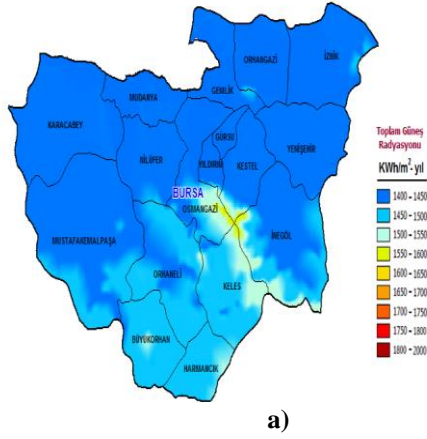 ORHANGAZİ
İZNİK
GEMLİK
MUDANYA
KARACABEY
GÜRSU
NİLÜFER
YILDIRIM
KESTEL
YENİŞEHİR
BURSA
OSMANGAZİ
MUSTAFAKEMALPAŞA
İNEGÖL
ORHANELİ
KELES
BÜYÜKORHAN
HARMANCIK
Toplam Güneş
Radyasyonu
KWh/m² -yıl
1400 - 1450
1450 - 1500
1500 - 1550
1550 - 1600
1600 - 1650
1650 - 1700
1700 - 1750
1750 - 1800
1800 - 2000
a)